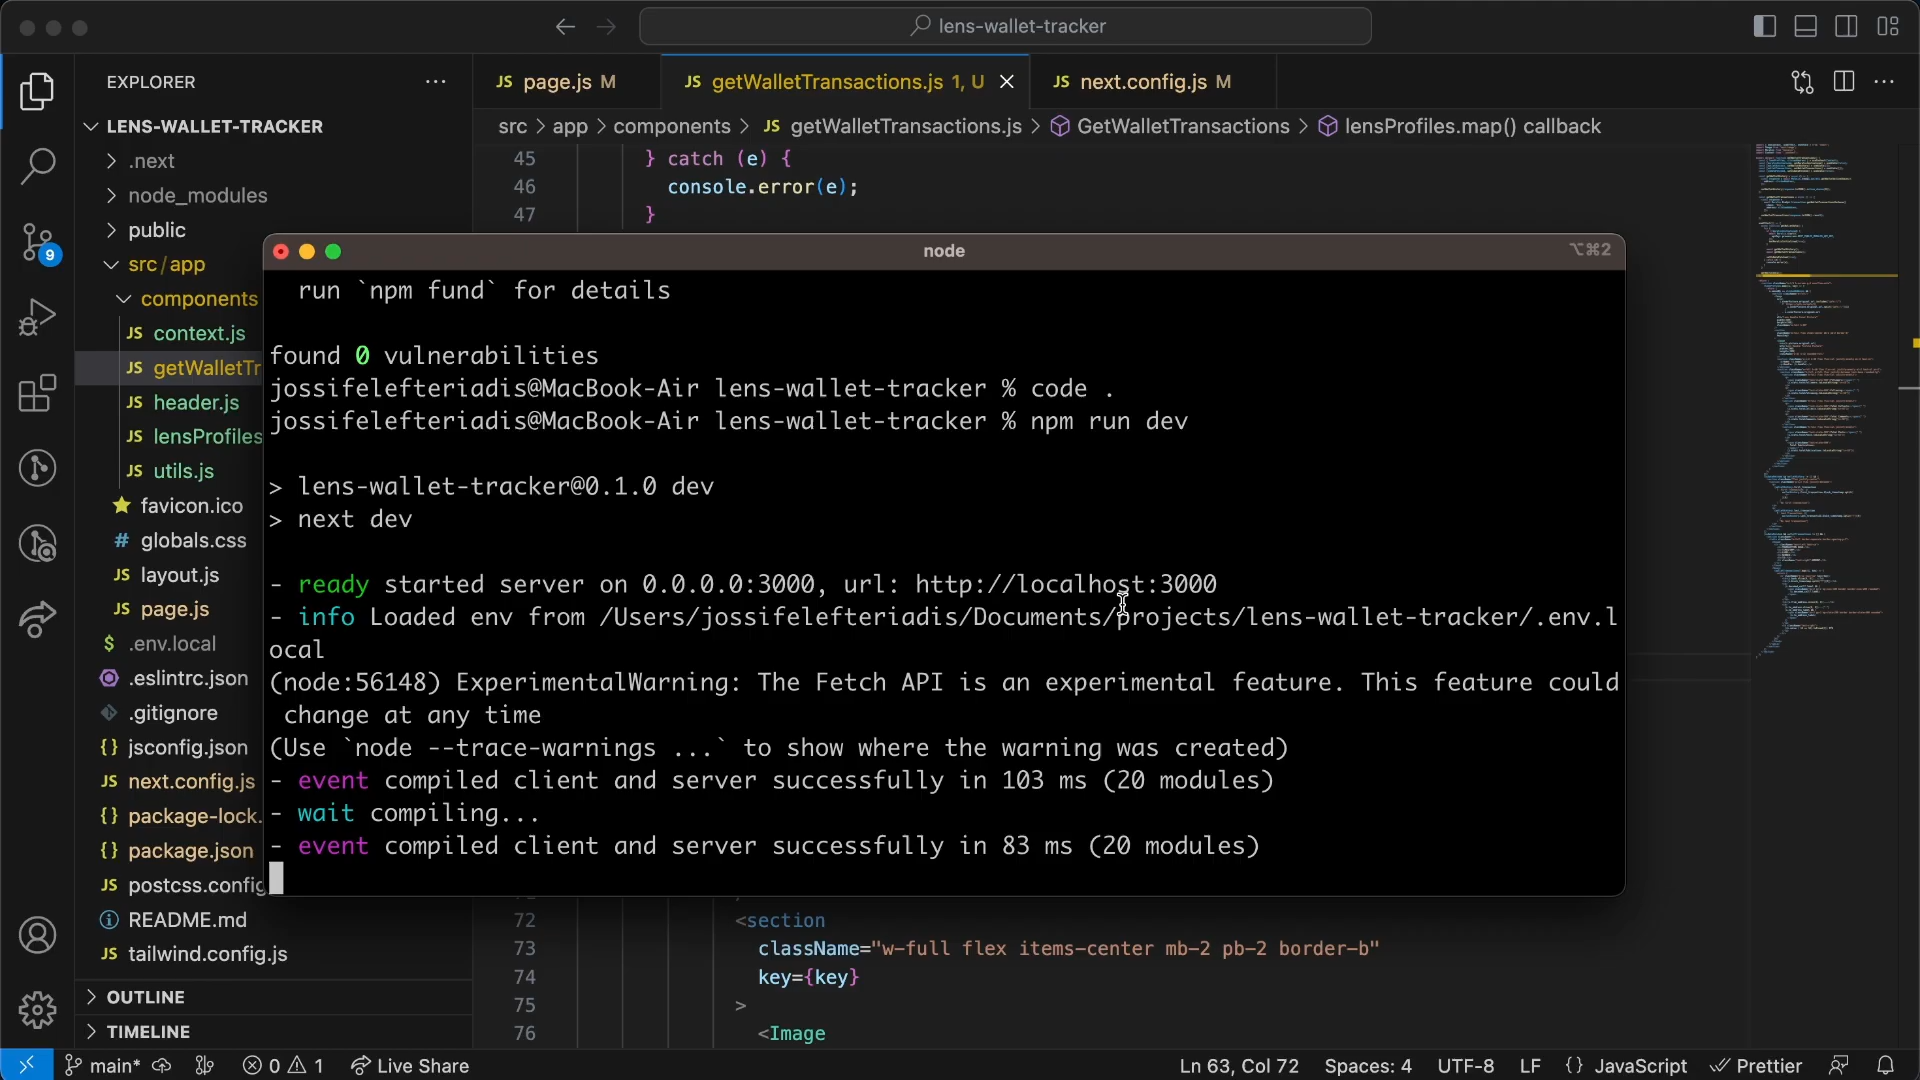 lens-wallet-tracker
EXPLORER
LENS-WALLET-TRACKER
.next
node_modules
public
src/app
components
JS context.js
JS getWalletTr
JS header.js
JS lensProfiles
JS utils.js
favicon.ico
# globals.css
JS layout.js
JS page.js
$ .env.local
.eslintrc.json
.gitignore
{} jsconfig.json
JS next.config.js
{} package-lock.
{} package.json
JS postcss.config
README.md
JS tailwind.config.js
OUTLINE
TIMELINE
9
JS page.js M
JS getWalletTransactions.js 1, U
JS next.config.js M
src > app > components > JS getWalletTransactions.js > GetWalletTransactions > lensProfiles.map() callback
45 } catch (e) {
46 console.error(e);
47 }
node
⌥⌘2
run `npm fund` for details
found 0 vulnerabilities
jossifelefteriadis@MacBook-Air lens-wallet-tracker % code .
jossifelefteriadis@MacBook-Air lens-wallet-tracker % npm run dev
> lens-wallet-tracker@0.1.0 dev
> next dev
- ready started server on 0.0.0.0:3000, url: http://localhost:3000
- info Loaded env from /Users/jossifelefteriadis/Documents/projects/lens-wallet-tracker/.env.l
ocal
(node:56148) ExperimentalWarning: The Fetch API is an experimental feature. This feature could
change at any time
(Use `node --trace-warnings ...` to show where the warning was created)
- event compiled client and server successfully in 103 ms (20 modules)
- wait compiling...
- event compiled client and server successfully in 83 ms (20 modules)
72 <section
73 className="w-full flex items-center mb-2 pb-2 border-b"
74 key={key}
75 >
76 <Image
main* 0 1 Live Share
Ln 63, Col 72 Spaces: 4 UTF-8 LF {} JavaScript Prettier